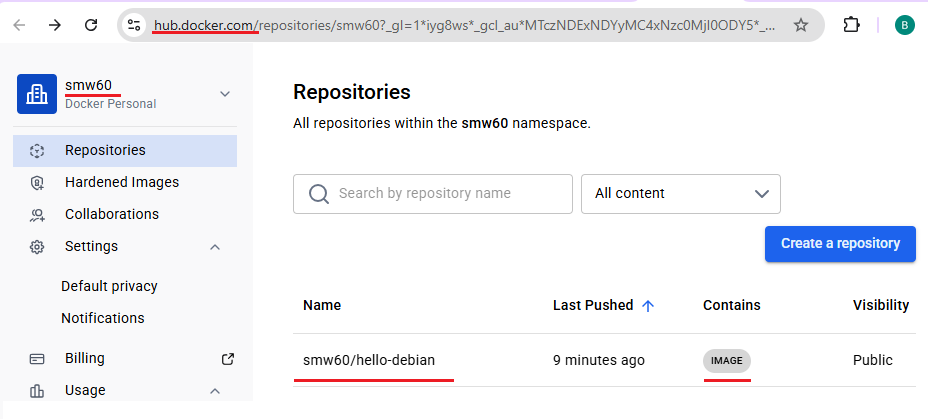 hub.docker.com/repositories/smw60?_gl=1*iyg8ws*_gcl_au*MTczNDExNDYyMC4xNzc0MjI0ODY5*_...
B
smw60
Docker Personal
Repositories
Hardened Images
Collaborations
Settings
Default privacy
Notifications
Billing
Usage
Repositories
All repositories within the smw60 namespace.
Search by repository name
All content
Create a repository
Name Last Pushed Contains Visibility
smw60/hello-debian 9 minutes ago IMAGE Public